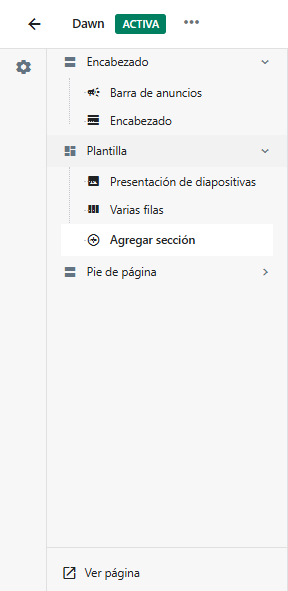 Dawn ACTIVA
Encabezado
Barra de anuncios
Encabezado
Plantilla
Presentación de diapositivas
Varias filas
Agregar sección
Pie de página
Ver página